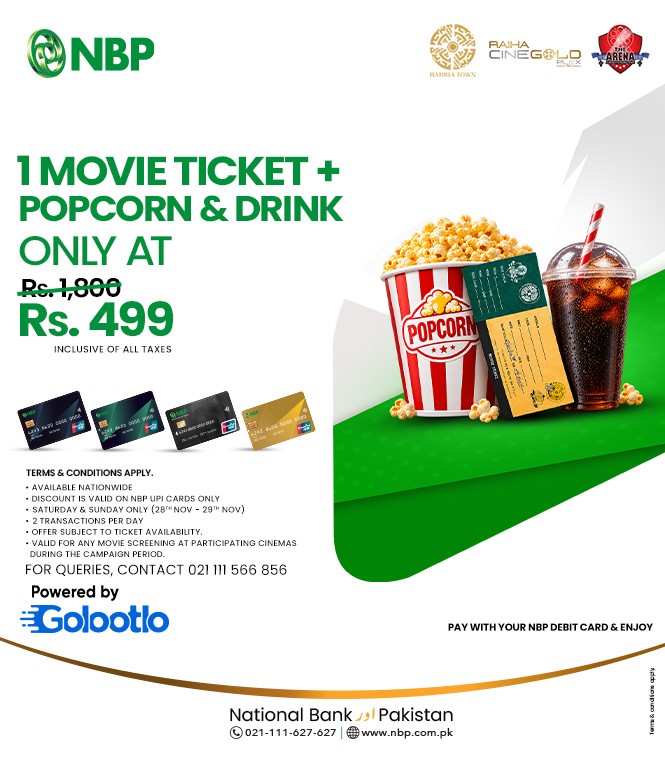 NBP
BAHRIA TOWN
RAJHA
CINEGOLD
PLEX
THE
ARENA
1 MOVIE TICKET +
POPCORN & DRINK
ONLY AT
Rs. 1,800
Rs. 499
INCLUSIVE OF ALL TAXES
POPCORN
NBP
NBP
NBP
NBP
TERMS & CONDITIONS APPLY.
• AVAILABLE NATIONWIDE
• DISCOUNT IS VALID ON NBP UPI CARDS ONLY
• SATURDAY & SUNDAY ONLY (28TH NOV - 29TH NOV)
• 2 TRANSACTIONS PER DAY
• OFFER SUBJECT TO TICKET AVAILABILITY.
• VALID FOR ANY MOVIE SCREENING AT PARTICIPATING CINEMAS
DURING THE CAMPAIGN PERIOD.
FOR QUERIES, CONTACT 021 111 566 856
Powered by
Golootlo
PAY WITH YOUR NBP DEBIT CARD & ENJOY
Terms & conditions apply.
National Bank اور Pakistan
021-111-627-627 | www.nbp.com.pk